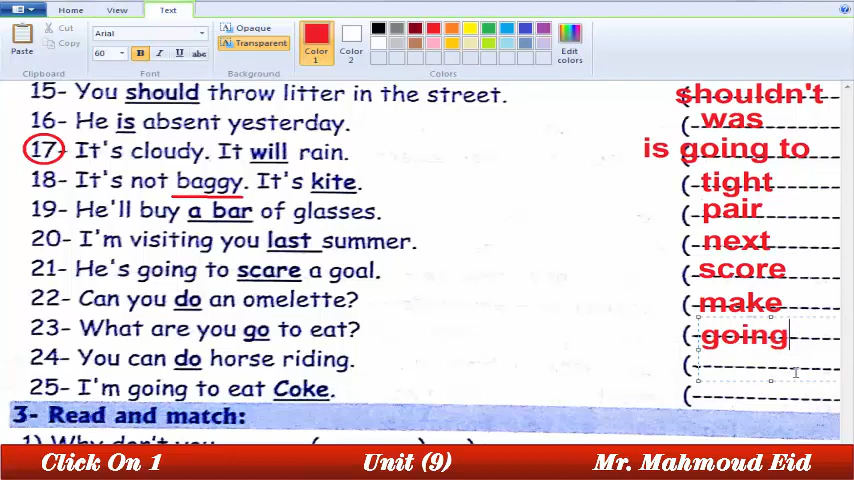 Home View Text
Paste
Cut
Copy
Arial
60
B I U abc
Opaque
Transparent
Color 1
Color 2
Edit colors
Clipboard Font Background Colors
15- You should throw litter in the street. (shouldn't
16- He is absent yesterday. (was
17- It's cloudy. It will rain. (is going to
18- It's not baggy. It's kite. (tight
19- He'll buy a bar of glasses. (pair
20- I'm visiting you last summer. (next
21- He's going to scare a goal. (score
22- Can you do an omelette? (make
23- What are you go to eat? (going
24- You can do horse riding. (
25- I'm going to eat Coke. (
3- Read and match:
1) Why don't you
Click On 1 Unit (9) Mr. Mahmoud Eid